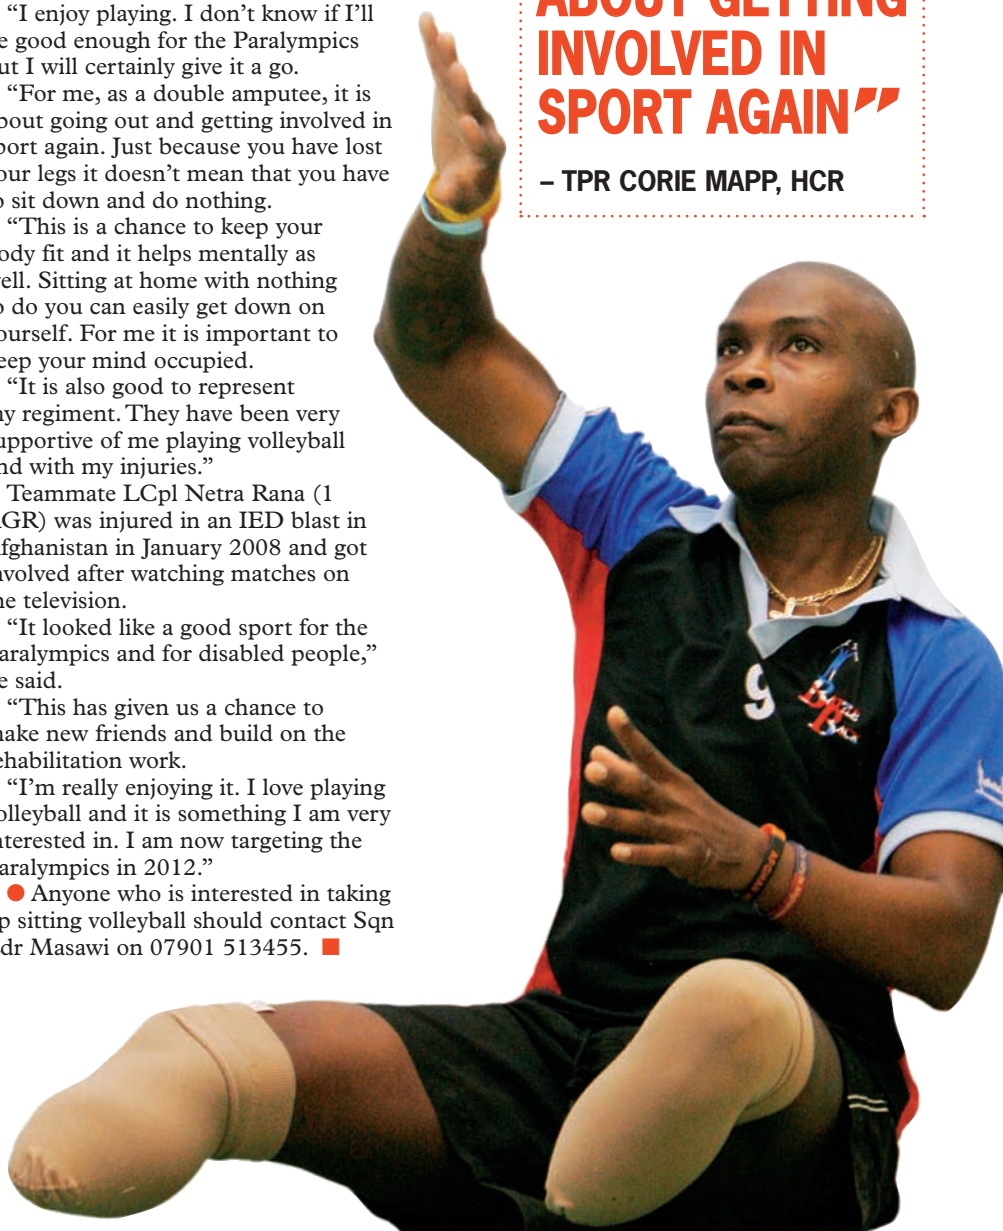 “I enjoy playing. I don’t know if I’ll
e good enough for the Paralympics
ut I will certainly give it a go.
“For me, as a double amputee, it is
bout going out and getting involved in
port again. Just because you have lost
our legs it doesn’t mean that you have
o sit down and do nothing.
“This is a chance to keep your
ody fit and it helps mentally as
ell. Sitting at home with nothing
o do you can easily get down on
ourself. For me it is important to
eep your mind occupied.
“It is also good to represent
y regiment. They have been very
upportive of me playing volleyball
nd with my injuries.”
Teammate LCpl Netra Rana (1
GR) was injured in an IED blast in
fghanistan in January 2008 and got
nvolved after watching matches on
he television.
“It looked like a good sport for the
aralympics and for disabled people,”
e said.
“This has given us a chance to
ake new friends and build on the
ehabilitation work.
“I’m really enjoying it. I love playing
olleyball and it is something I am very
nterested in. I am now targeting the
aralympics in 2012.”
● Anyone who is interested in taking
p sitting volleyball should contact Sqn
dr Masawi on 07901 513455. ■
ABOUT GETTING
INVOLVED IN
SPORT AGAIN”
– TPR CORIE MAPP, HCR
9
Battle
Back